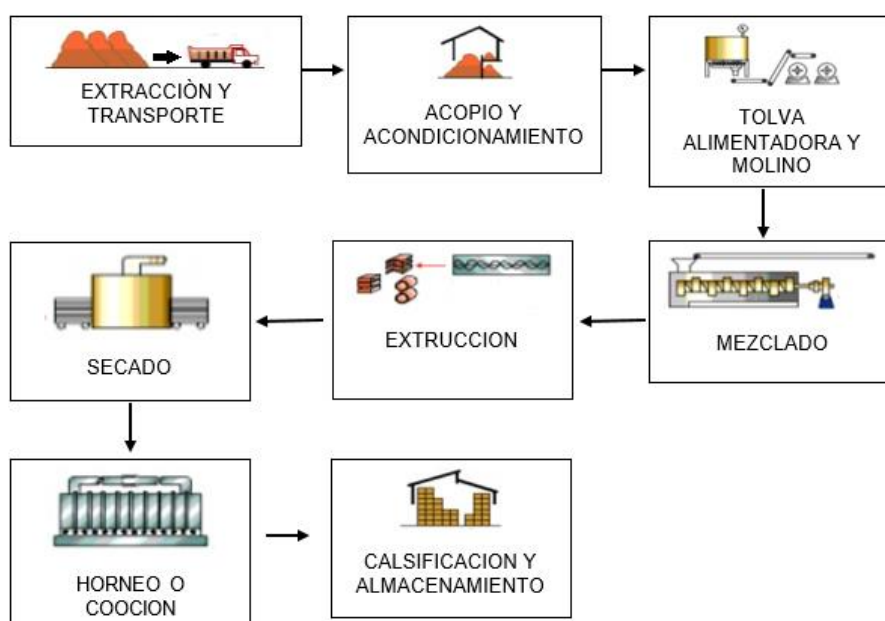 EXTRACCIÒN Y
TRANSPORTE
ACOPIO Y
ACONDICIONAMIENTO
TOLVA
ALIMENTADORA Y
MOLINO
MEZCLADO
EXTRUCCION
SECADO
HORNEO O
COOCION
CALSIFICACION Y
ALMACENAMIENTO